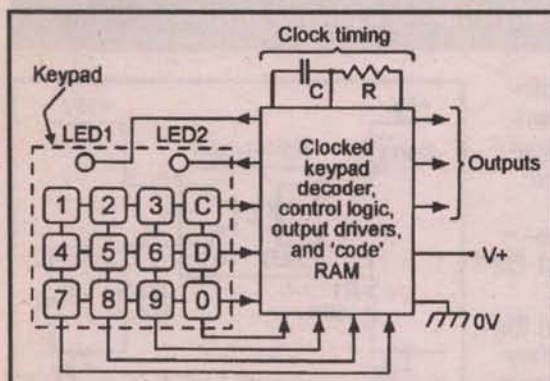 Clock timing
Keypad
C R
LED1 LED2
Clocked
keypad
decoder,
control logic,
output drivers,
and 'code'
RAM
Outputs
1 2 3 C
4 5 6 D
V+
7 8 9 0
0V